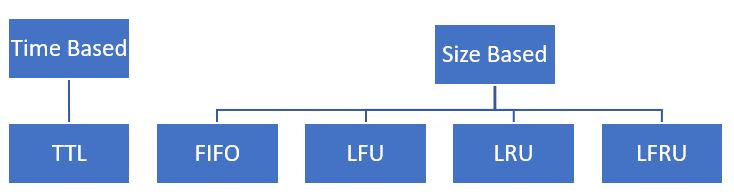 Time Based
Size Based
TTL
FIFO
LFU
LRU
LFRU